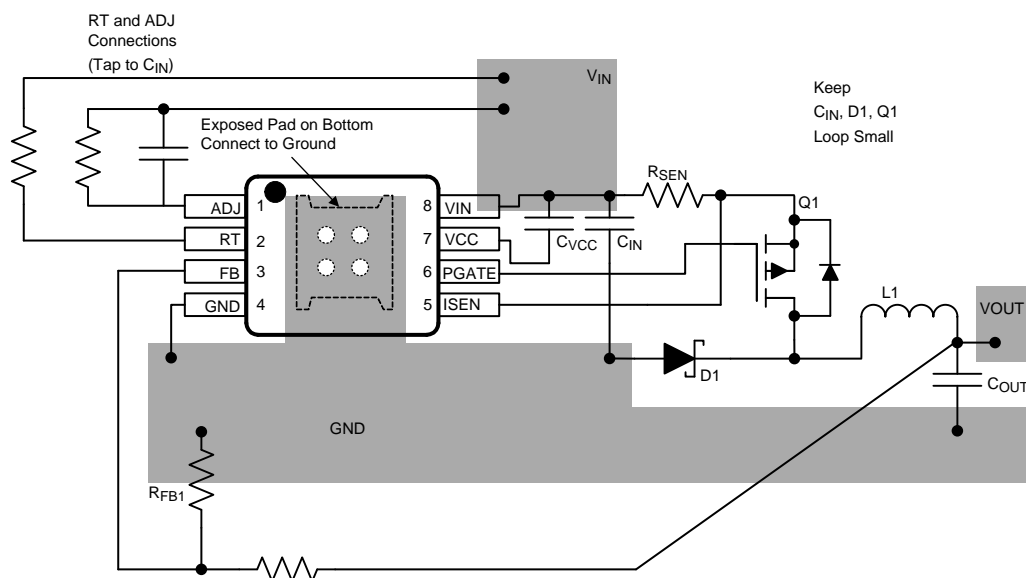 RT and ADJ
Connections
(Tap to CIN)
VIN
Keep
CIN, D1, Q1
Loop Small
Exposed Pad on Bottom
Connect to Ground
RSEN
Q1
ADJ 1 8 VIN
RT 2 7 VCC
CVCC CIN
FB 3 6 PGATE
GND 4 5 ISEN
L1
VOUT
D1
COUT
GND
RFB1